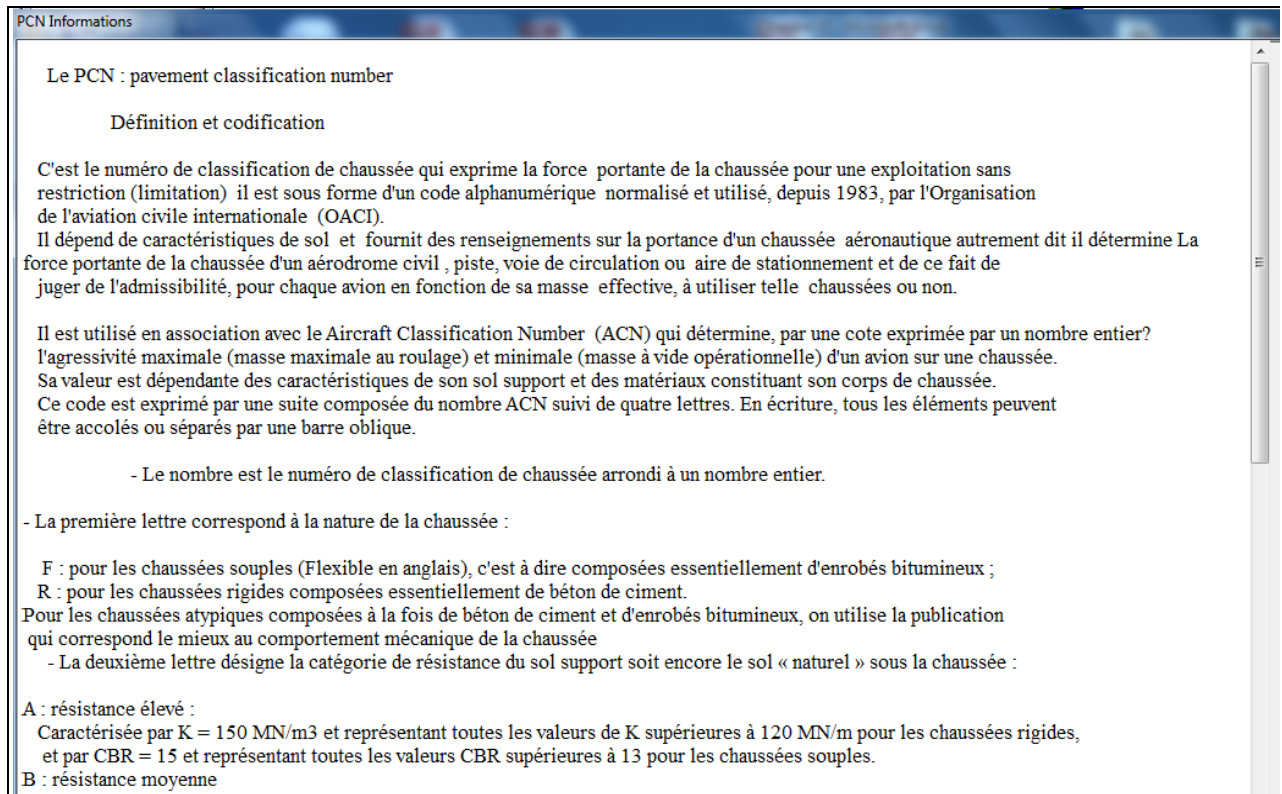 PCN Informations
Le PCN : pavement classification number
Définition et codification
C'est le numéro de classification de chaussée qui exprime la force portante de la chaussée pour une exploitation sans
restriction (limitation) il est sous forme d'un code alphanumérique normalisé et utilisé, depuis 1983, par l'Organisation
de l'aviation civile internationale (OACI).
Il dépend de caractéristiques de sol et fournit des renseignements sur la portance d'un chaussée aéronautique autrement dit il détermine La
force portante de la chaussée d'un aérodrome civil , piste, voie de circulation ou aire de stationnement et de ce fait de
juger de l'admissibilité, pour chaque avion en fonction de sa masse effective, à utiliser telle chaussées ou non.
Il est utilisé en association avec le Aircraft Classification Number (ACN) qui détermine, par une cote exprimée par un nombre entier?
l'agressivité maximale (masse maximale au roulage) et minimale (masse à vide opérationnelle) d'un avion sur une chaussée.
Sa valeur est dépendante des caractéristiques de son sol support et des matériaux constituant son corps de chaussée.
Ce code est exprimé par une suite composée du nombre ACN suivi de quatre lettres. En écriture, tous les éléments peuvent
être accolés ou séparés par une barre oblique.
- Le nombre est le numéro de classification de chaussée arrondi à un nombre entier.
- La première lettre correspond à la nature de la chaussée :
F : pour les chaussées souples (Flexible en anglais), c'est à dire composées essentiellement d'enrobés bitumineux ;
R : pour les chaussées rigides composées essentiellement de béton de ciment.
Pour les chaussées atypiques composées à la fois de béton de ciment et d'enrobés bitumineux, on utilise la publication
qui correspond le mieux au comportement mécanique de la chaussée
- La deuxième lettre désigne la catégorie de résistance du sol support soit encore le sol « naturel » sous la chaussée :
A : résistance élevé :
Caractérisée par K = 150 MN/m3 et représentant toutes les valeurs de K supérieures à 120 MN/m pour les chaussées rigides,
et par CBR = 15 et représentant toutes les valeurs CBR supérieures à 13 pour les chaussées souples.
B : résistance moyenne